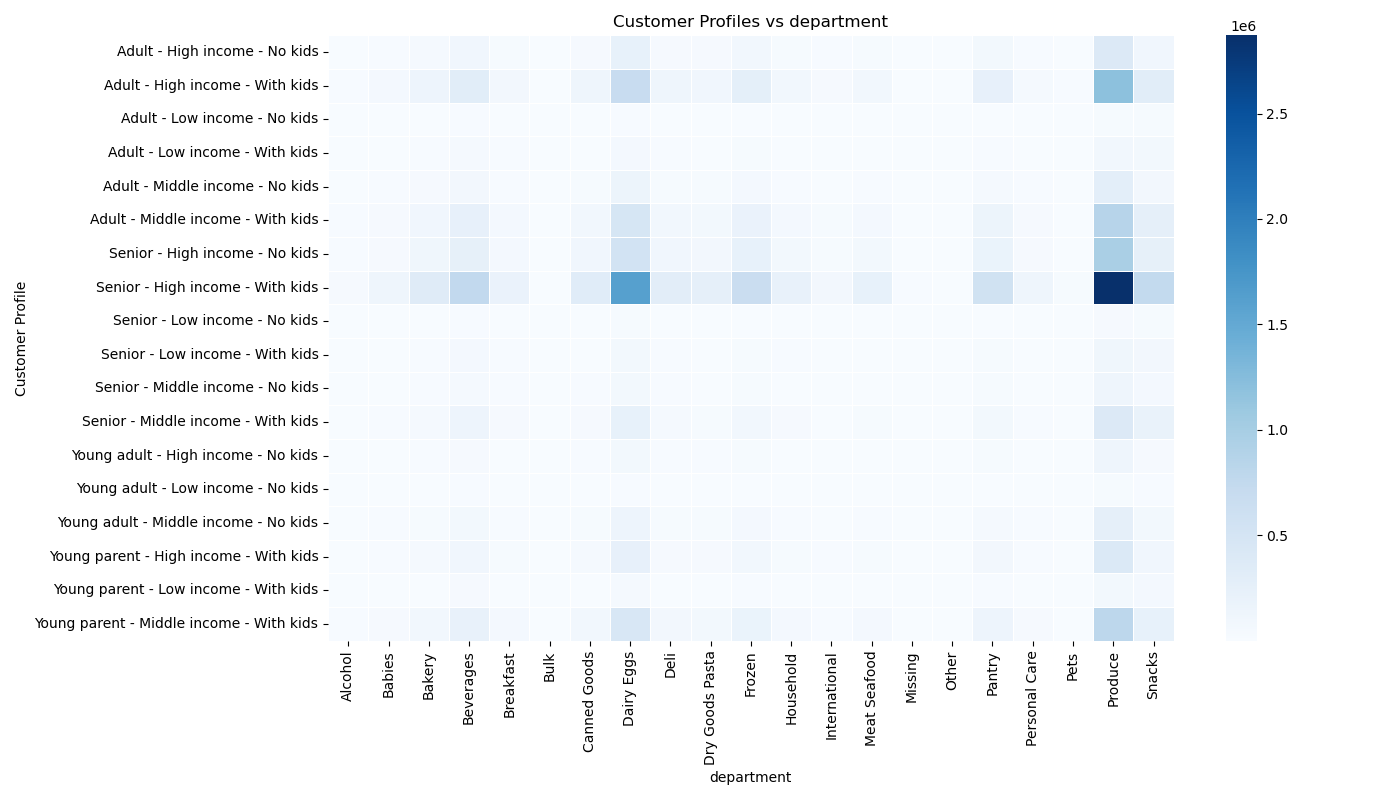 Customer Profiles vs department
1e6
Customer Profile
Adult - High income - No kids
Adult - High income - With kids
Adult - Low income - No kids
Adult - Low income - With kids
Adult - Middle income - No kids
Adult - Middle income - With kids
Senior - High income - No kids
Senior - High income - With kids
Senior - Low income - No kids
Senior - Low income - With kids
Senior - Middle income - No kids
Senior - Middle income - With kids
Young adult - High income - No kids
Young adult - Low income - No kids
Young adult - Middle income - No kids
Young parent - High income - With kids
Young parent - Low income - With kids
Young parent - Middle income - With kids
Alcohol
Babies
Bakery
Beverages
Breakfast
Bulk
Canned Goods
Dairy Eggs
Deli
Dry Goods Pasta
Frozen
Household
International
Meat Seafood
Missing
Other
Pantry
Personal Care
Pets
Produce
Snacks
department
2.5
2.0
1.5
1.0
0.5